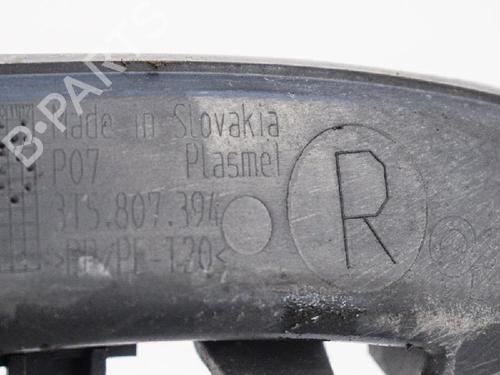 Made in Slovakia
P07 Plasmel
3T5.807.394
>PP/PE-T20<
R
B-PARTS